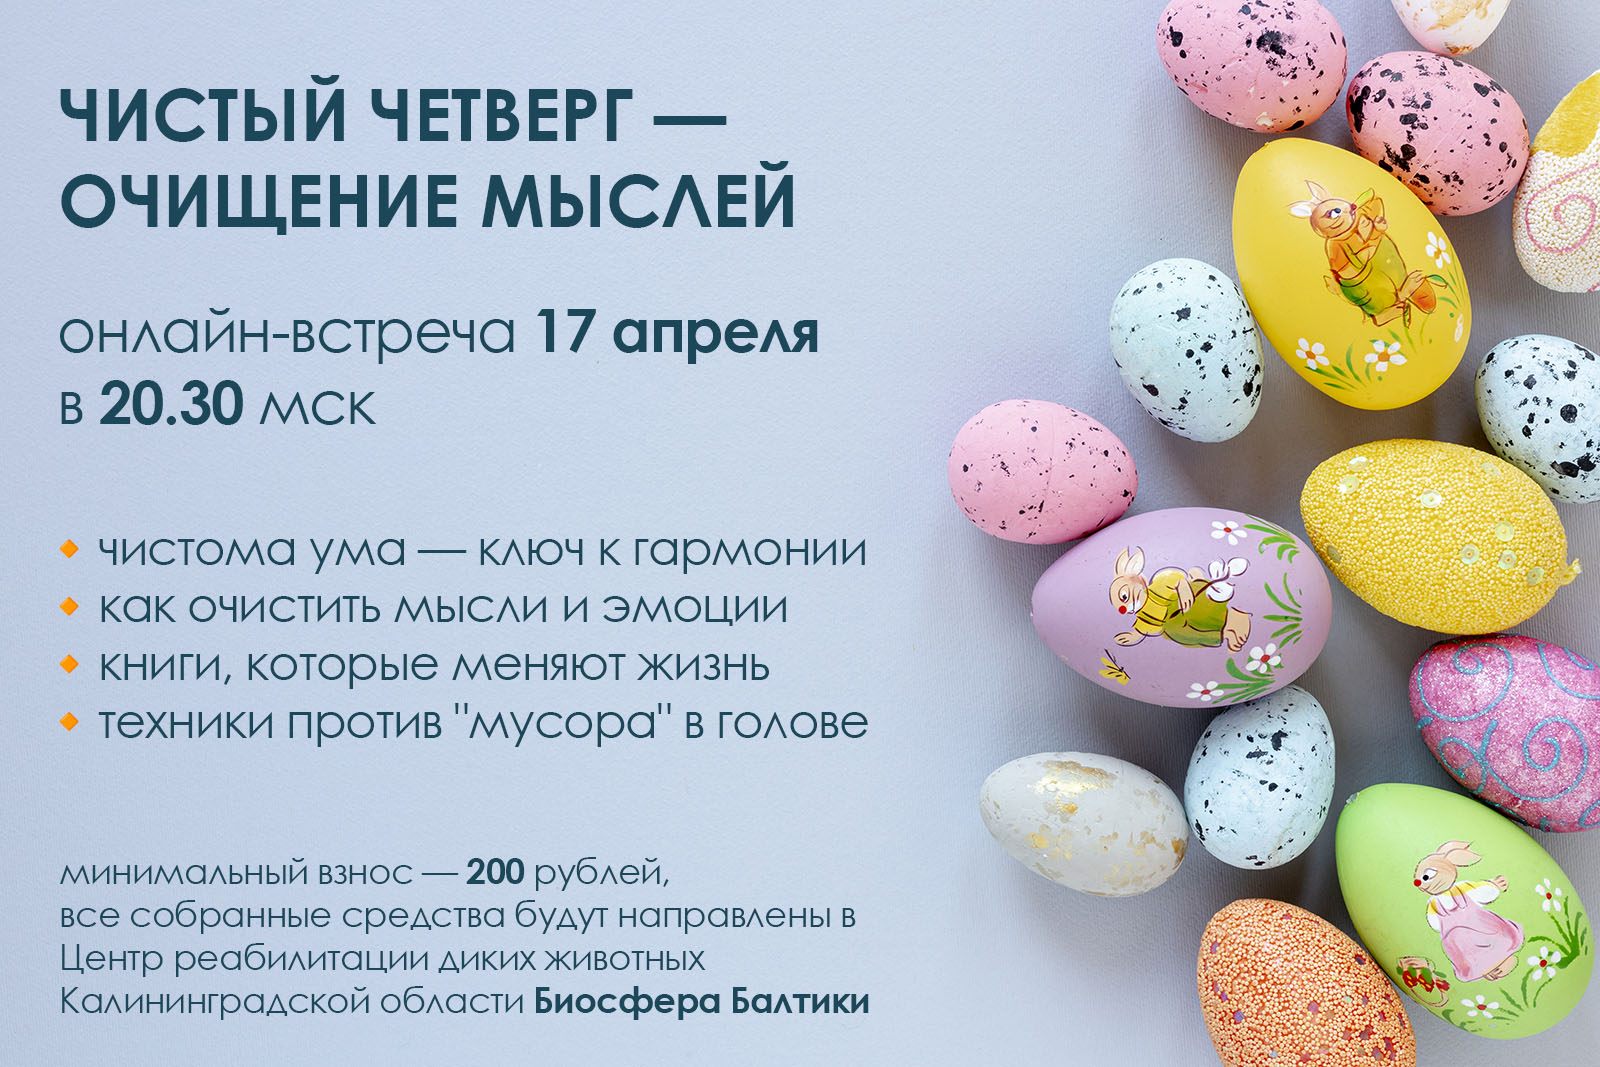 ЧИСТЫЙ ЧЕТВЕРГ —
ОЧИЩЕНИЕ МЫСЛЕЙ
онлайн-встреча 17 апреля
в 20.30 мск
🔸 чистома ума — ключ к гармонии
🔸 как очистить мысли и эмоции
🔸 книги, которые меняют жизнь
🔸 техники против "мусора" в голове
минимальный взнос — 200 рублей,
все собранные средства будут направлены в
Центр реабилитации диких животных
Калининградской области Биосфера Балтики